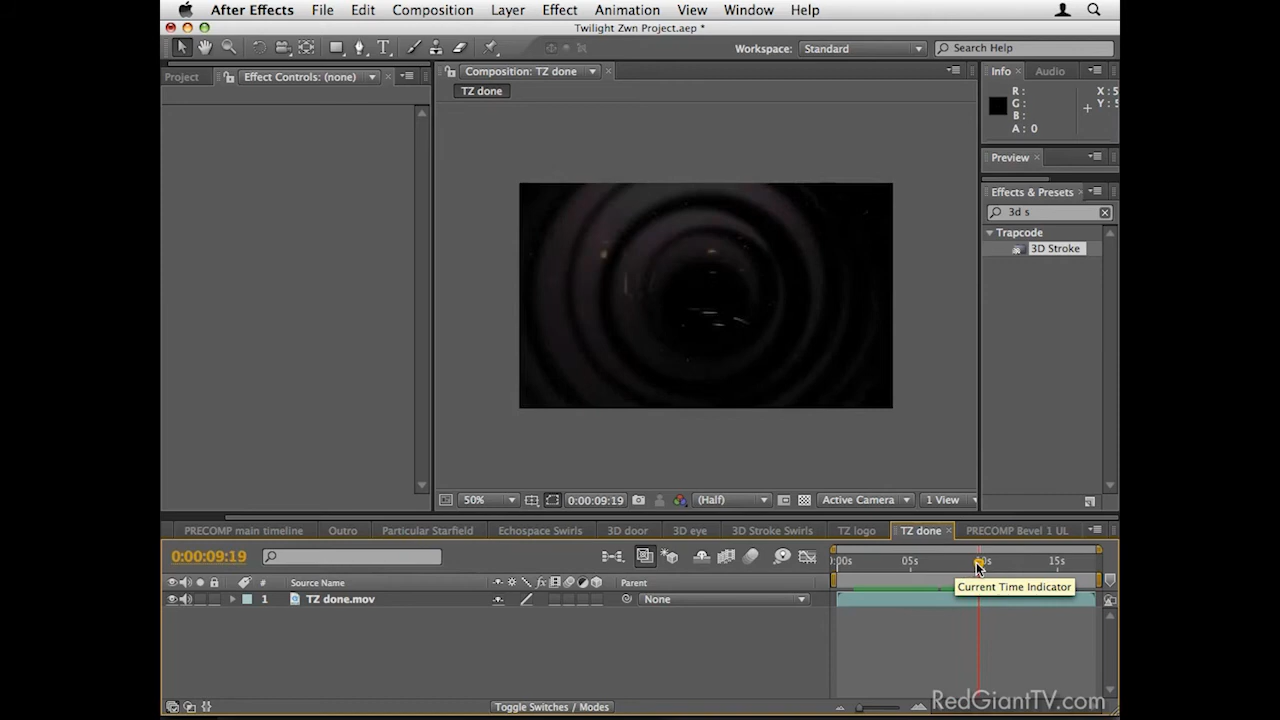 After Effects File Edit Composition Layer Effect Animation View Window Help
Twilight Zwn Project.aep *
Workspace: Standard Search Help
Project Effect Controls: (none)
Composition: TZ done
TZ done
Info Audio
R: X: 5
G: Y: 5
B:
A: 0
Preview
Effects & Presets
3d s
Trapcode
3D Stroke
50% 0:00:09:19 (Half) Active Camera 1 View
PRECOMP main timeline Outro Particular Starfield Echospace Swirls 3D door 3D eye 3D Stroke Swirls TZ logo TZ done PRECOMP Bevel 1 UL
0:00:09:19
:00s 05s 15s
# Source Name Parent
Current Time Indicator
1 TZ done.mov None
Toggle Switches / Modes
RedGiantTV.com